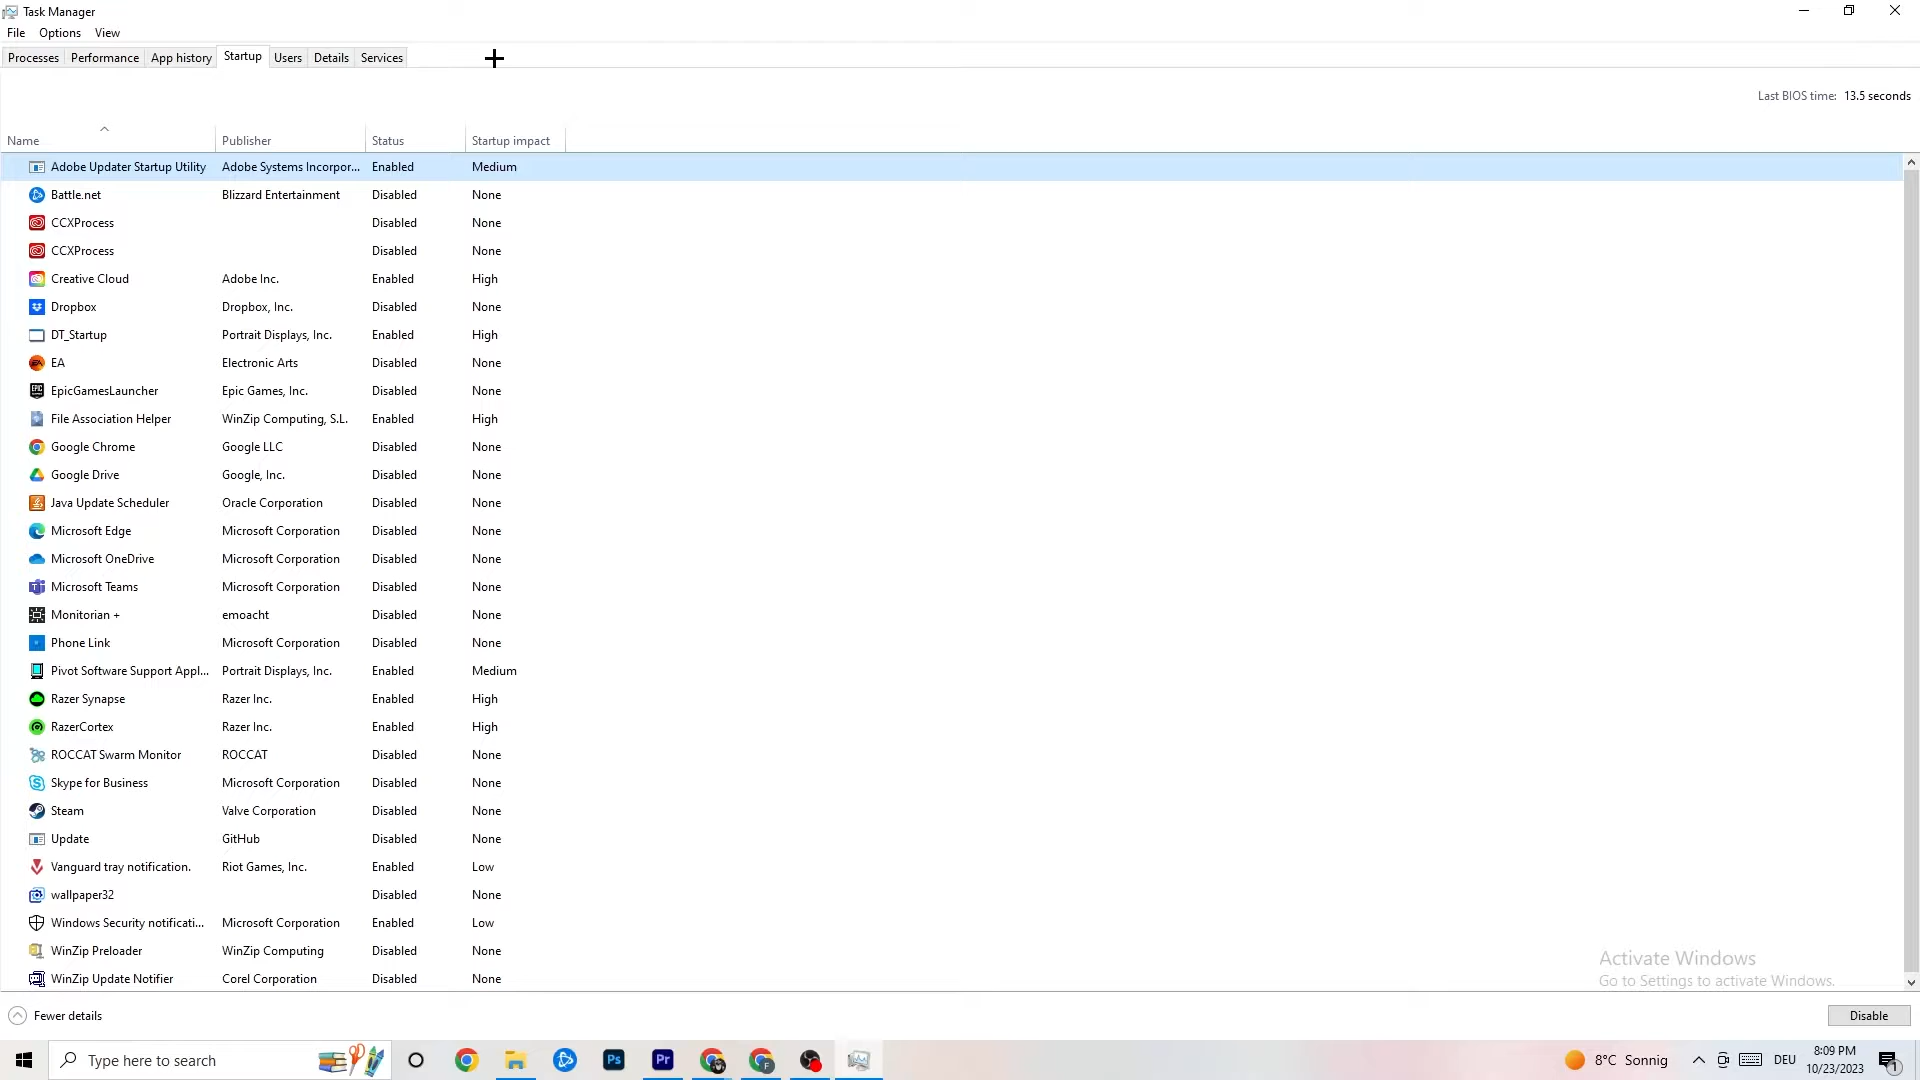 Task Manager
File Options View
Processes Performance App history Startup Users Details Services
Last BIOS time: 13.5 seconds
Name Publisher Status Startup impact
Adobe Updater Startup Utility Adobe Systems Incorpor... Enabled Medium
Battle.net Blizzard Entertainment Disabled None
CCXProcess Disabled None
CCXProcess Disabled None
Creative Cloud Adobe Inc. Enabled High
Dropbox Dropbox, Inc. Disabled None
DT_Startup Portrait Displays, Inc. Enabled High
EA Electronic Arts Disabled None
EpicGamesLauncher Epic Games, Inc. Disabled None
File Association Helper WinZip Computing, S.L. Enabled High
Google Chrome Google LLC Disabled None
Google Drive Google, Inc. Disabled None
Java Update Scheduler Oracle Corporation Disabled None
Microsoft Edge Microsoft Corporation Disabled None
Microsoft OneDrive Microsoft Corporation Disabled None
Microsoft Teams Microsoft Corporation Disabled None
Monitorian + emoacht Disabled None
Phone Link Microsoft Corporation Disabled None
Pivot Software Support Appl... Portrait Displays, Inc. Enabled Medium
Razer Synapse Razer Inc. Enabled High
RazerCortex Razer Inc. Enabled High
ROCCAT Swarm Monitor ROCCAT Disabled None
Skype for Business Microsoft Corporation Disabled None
Steam Valve Corporation Disabled None
Update GitHub Disabled None
Vanguard tray notification. Riot Games, Inc. Enabled Low
wallpaper32 Disabled None
Windows Security notificati... Microsoft Corporation Enabled Low
WinZip Preloader WinZip Computing Disabled None
WinZip Update Notifier Corel Corporation Disabled None
Activate Windows
Go to Settings to activate Windows.
Fewer details Disable
Type here to search Ps Pr F 8°C Sonnig DEU 8:09 PM
10/23/2023 1